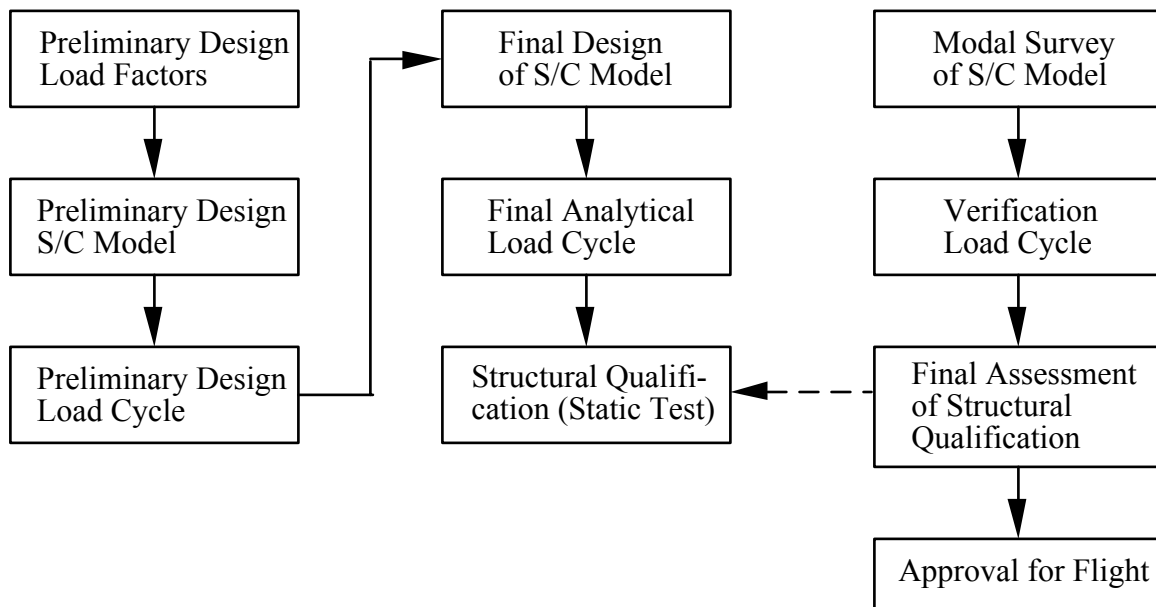 Preliminary Design
Load Factors
Preliminary Design
S/C Model
Preliminary Design
Load Cycle
Final Design
of S/C Model
Final Analytical
Load Cycle
Structural Qualifi-
cation (Static Test)
Modal Survey
of S/C Model
Verification
Load Cycle
Final Assessment
of Structural
Qualification
Approval for Flight